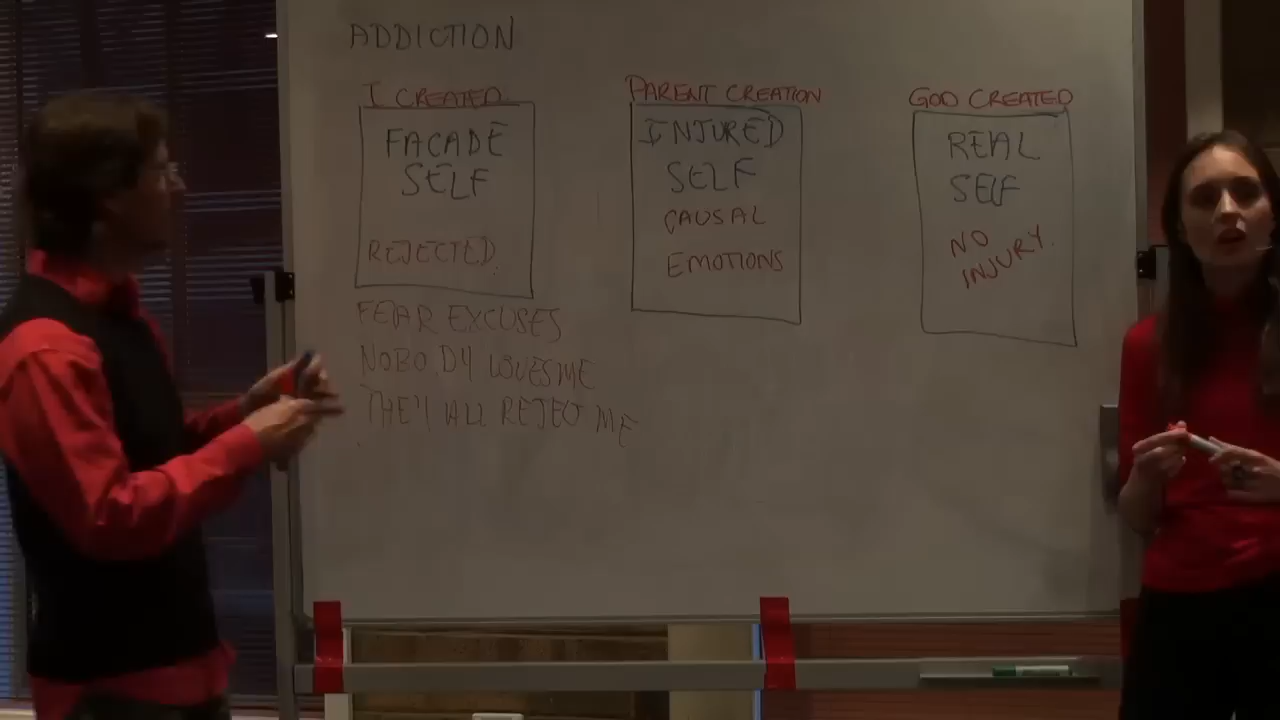 ADDICTION
I CREATED
FACADE
SELF
REJECTED
FEAR EXCUSES
NOBODY LOVES ME
THEY ALL REJECT ME
PARENT CREATION
INJURED
SELF
CAUSAL
EMOTIONS
GOD CREATED
REAL
SELF
NO
INJURY.